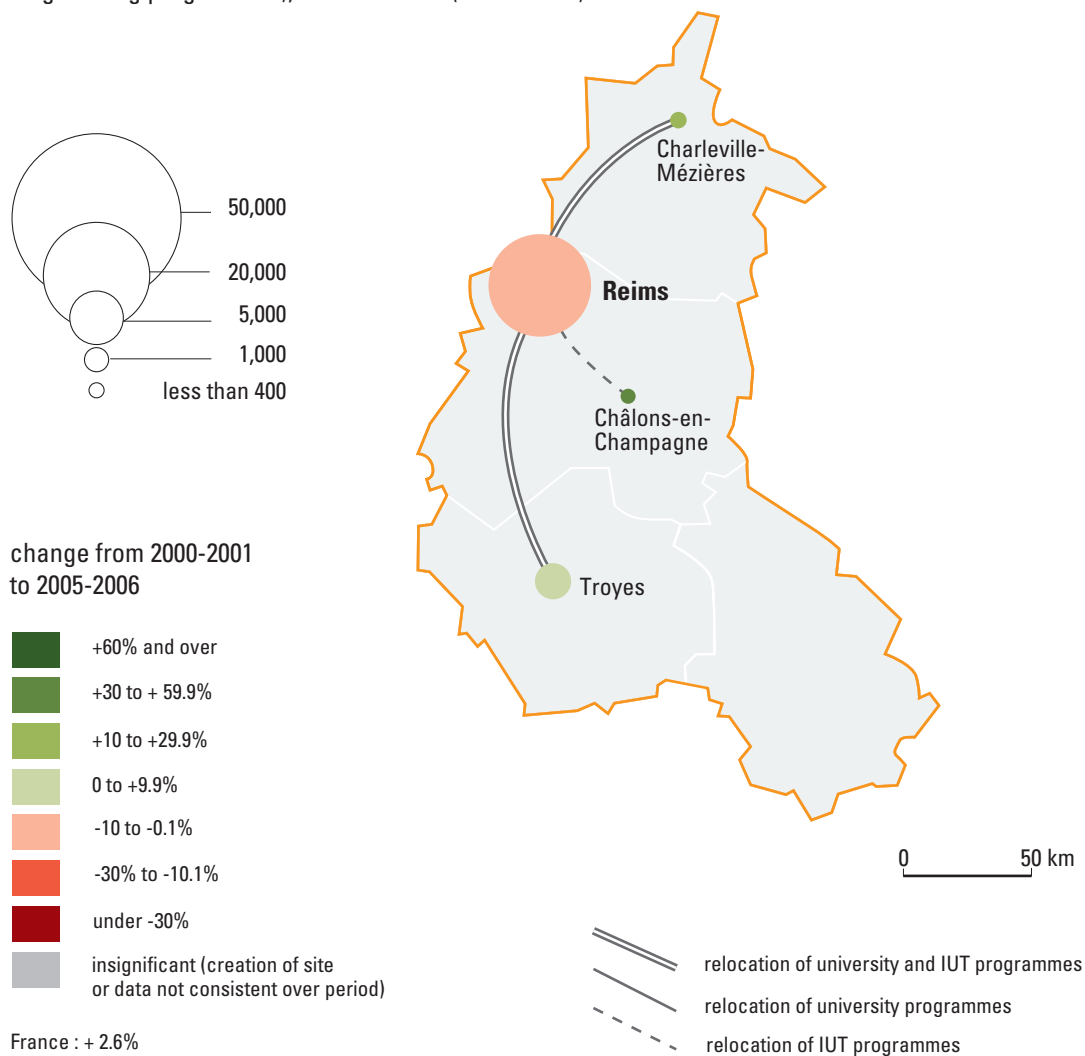 50,000
20,000
5,000
1,000
less than 400
Charleville-
Mézières
Reims
Châlons-en-
Champagne
Troyes
change from 2000-2001
to 2005-2006
+60% and over
+30 to + 59.9%
+10 to +29.9%
0 to +9.9%
-10 to -0.1%
-30% to -10.1%
under -30%
insignificant (creation of site
or data not consistent over period)
France : + 2.6%
0 50 km
relocation of university and IUT programmes
relocation of university programmes
relocation of IUT programmes